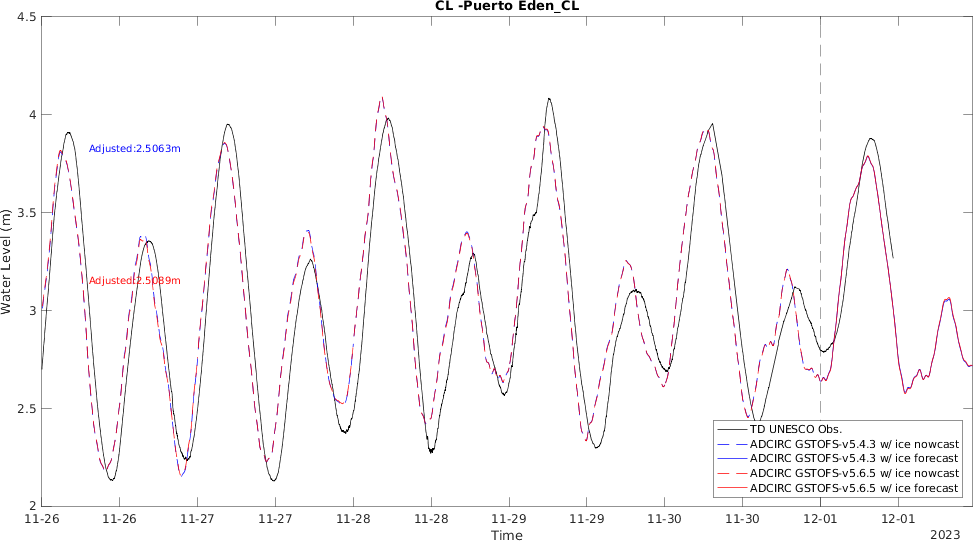 CL -Puerto Eden_CL
4.5
4
3.5
3
2.5
2
Water Level (m)
Adjusted:2.5063m
Adjusted:2.5089m
TD UNESCO Obs.
ADCIRC GSTOFS-v5.4.3 w/ ice nowcast
ADCIRC GSTOFS-v5.4.3 w/ ice forecast
ADCIRC GSTOFS-v5.6.5 w/ ice nowcast
ADCIRC GSTOFS-v5.6.5 w/ ice forecast
11-26 11-26 11-27 11-27 11-28 11-28 11-29 11-29 11-30 11-30 12-01 12-01
Time
2023